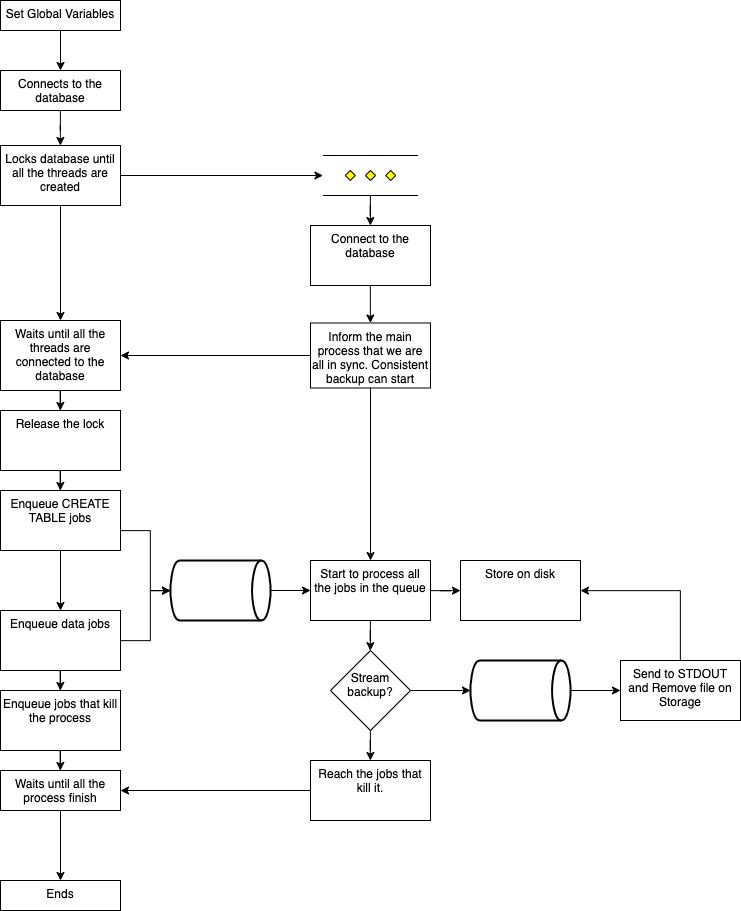 Set Global Variables
Connects to the
database
Locks database until
all the threads are
created
Connect to the
database
Waits until all the
threads are
connected to the
database
Inform the main
process that we are
all in sync. Consistent
backup can start
Release the lock
Enqueue CREATE
TABLE jobs
Start to process all
the jobs in the queue
Store on disk
Enqueue data jobs
Stream
backup?
Send to STDOUT
and Remove file on
Storage
Enqueue jobs that kill
the process
Waits until all the
process finish
Reach the jobs that
kill it.
Ends